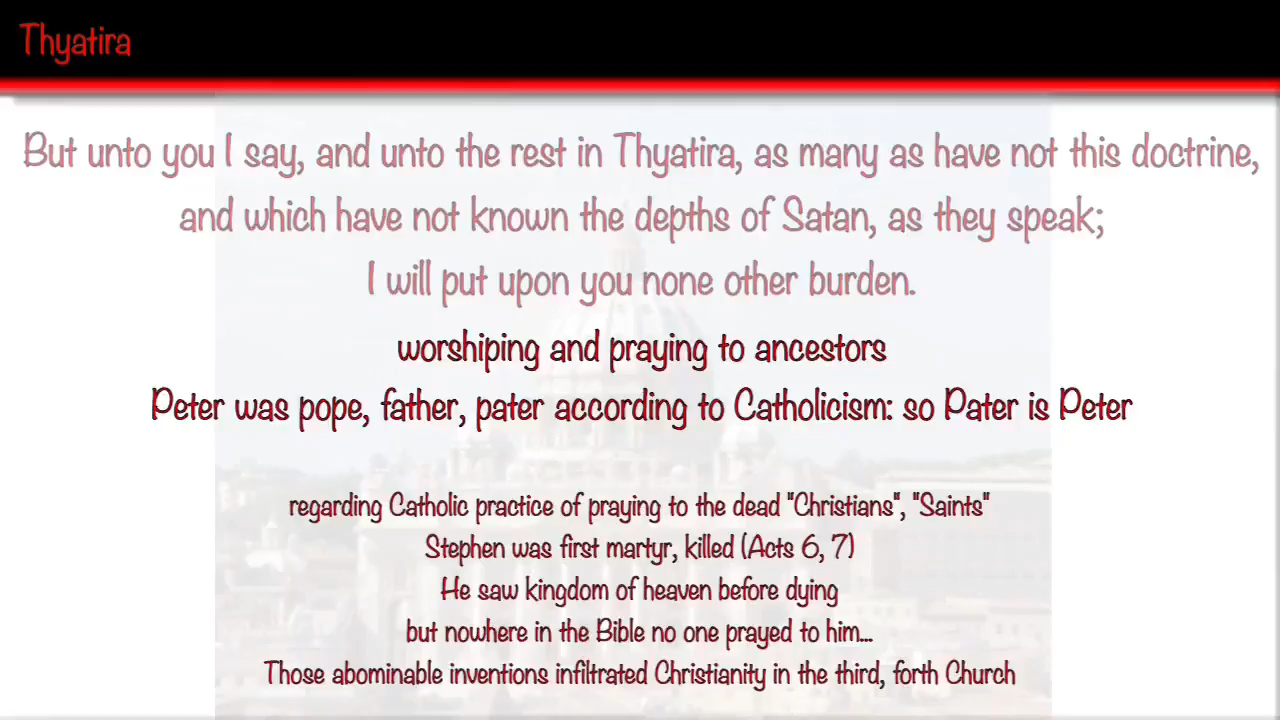 Thyatira
But unto you I say, and unto the rest in Thyatira, as many as have not this doctrine,
and which have not known the depths of Satan, as they speak;
I will put upon you none other burden.
worshiping and praying to ancestors
Peter was pope, father, pater according to Catholicism: so Pater is Peter
regarding Catholic practice of praying to the dead "Christians", "Saints"
Stephen was first martyr, killed (Acts 6, 7)
He saw kingdom of heaven before dying
but nowhere in the Bible no one prayed to him...
Those abominable inventions infiltrated Christianity in the third, forth Church